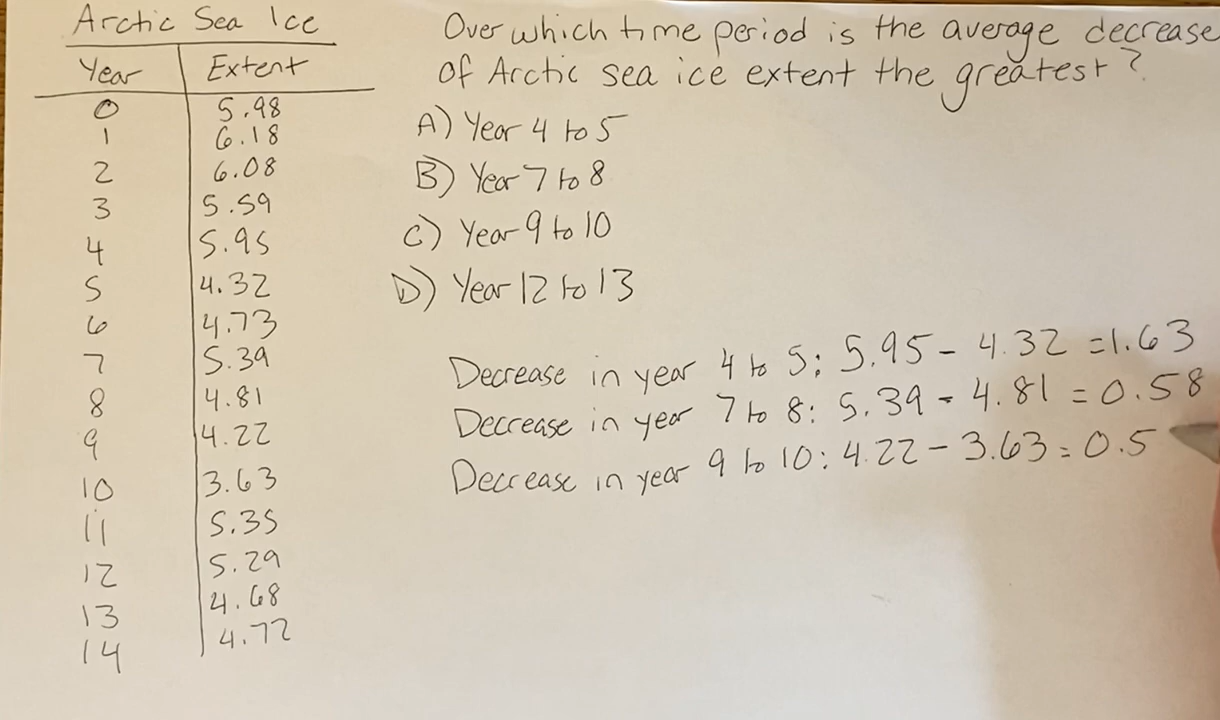 Arctic Sea Ice
Year Extent
0 5.98
1 6.18
2 6.08
3 5.59
4 5.95
5 4.32
6 4.73
7 5.39
8 4.81
9 4.22
10 3.63
11 5.35
12 5.29
13 4.68
14 4.72
Over which time period is the average decrease
of Arctic sea ice extent the greatest?
A) Year 4 to 5
B) Year 7 to 8
C) Year 9 to 10
D) Year 12 to 13
Decrease in year 4 to 5: 5.95 - 4.32 = 1.63
Decrease in year 7 to 8: 5.39 - 4.81 = 0.58
Decrease in year 9 to 10: 4.22 - 3.63 = 0.5